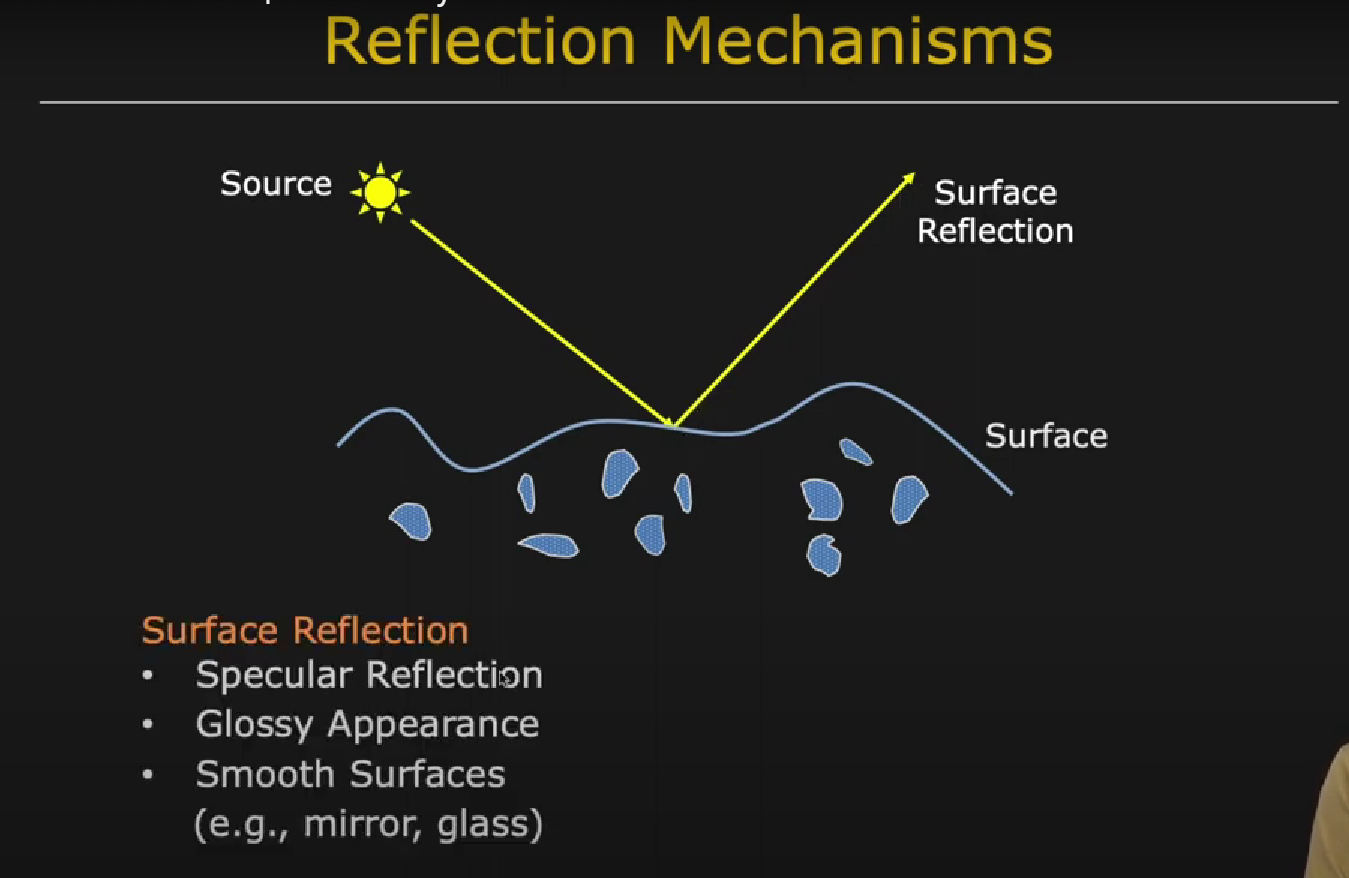 Reflection Mechanisms
Source
Surface
Reflection
Surface
Surface Reflection
• Specular Reflection
• Glossy Appearance
• Smooth Surfaces
(e.g., mirror, glass)